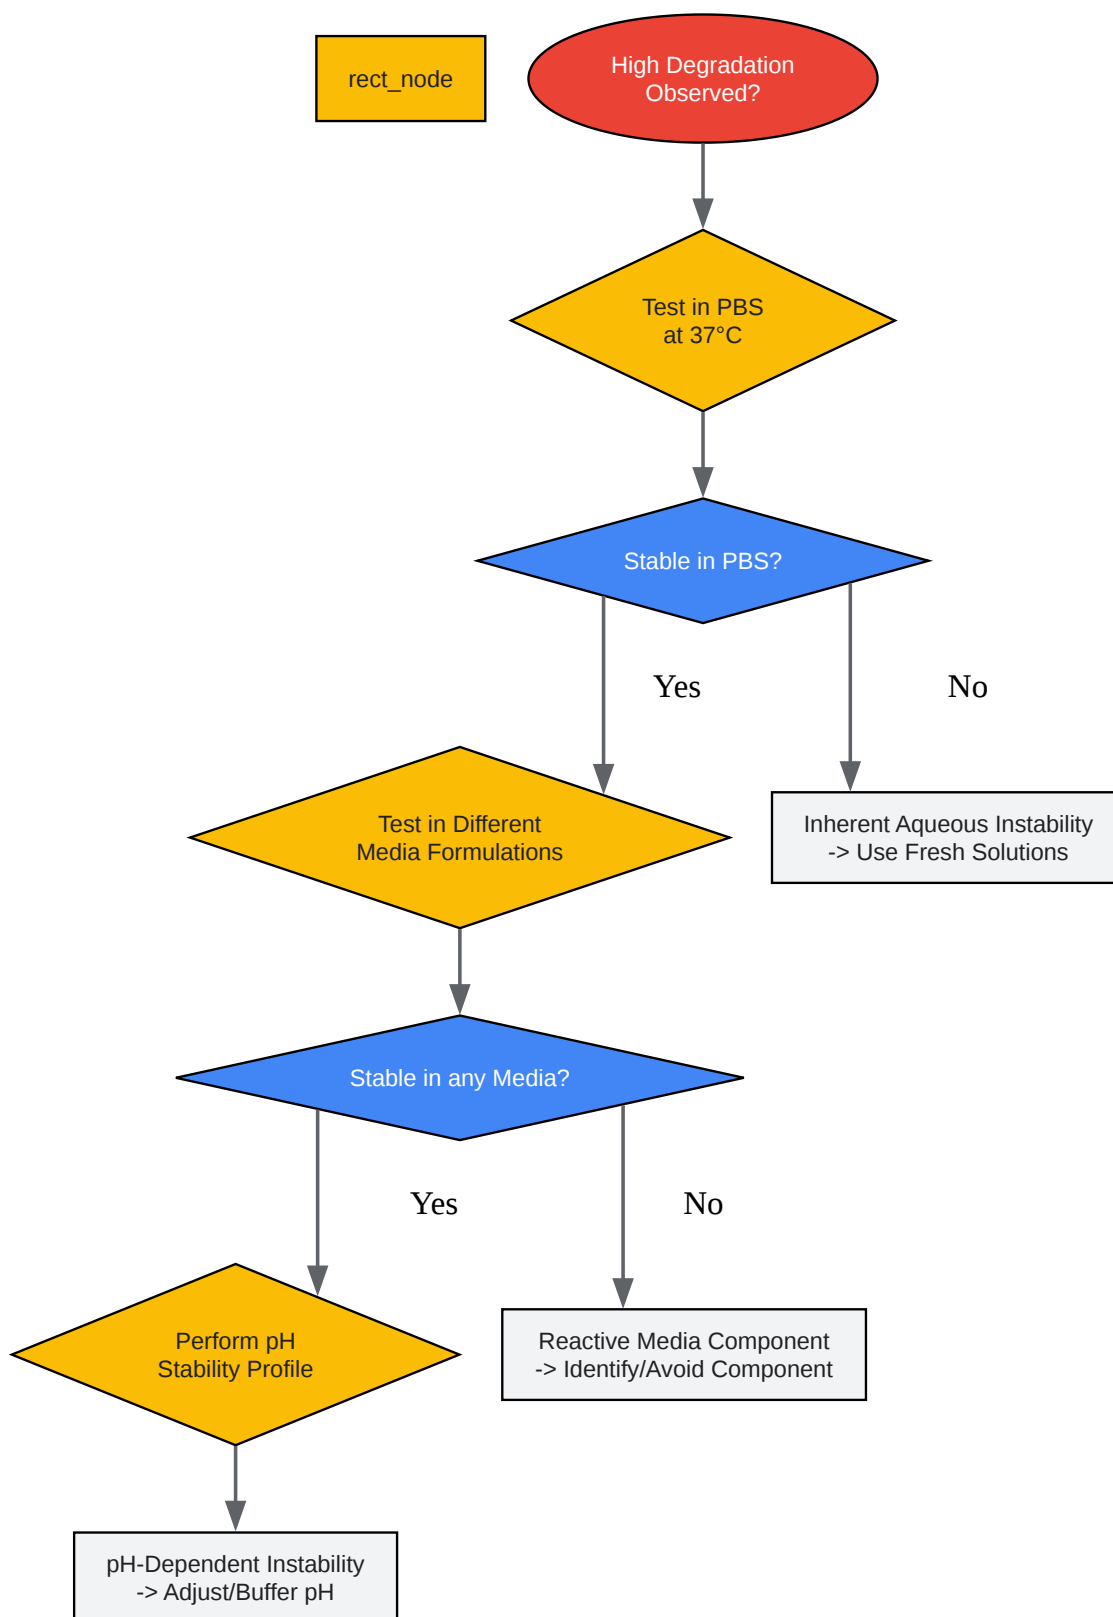 rect_node
High Degradation
Observed?
Test in PBS
at 37°C
Stable in PBS?
Yes
No
Test in Different
Media Formulations
Inherent Aqueous Instability
-> Use Fresh Solutions
Stable in any Media?
Yes
No
Perform pH
Stability Profile
Reactive Media Component
-> Identify/Avoid Component
pH-Dependent Instability
-> Adjust/Buffer pH